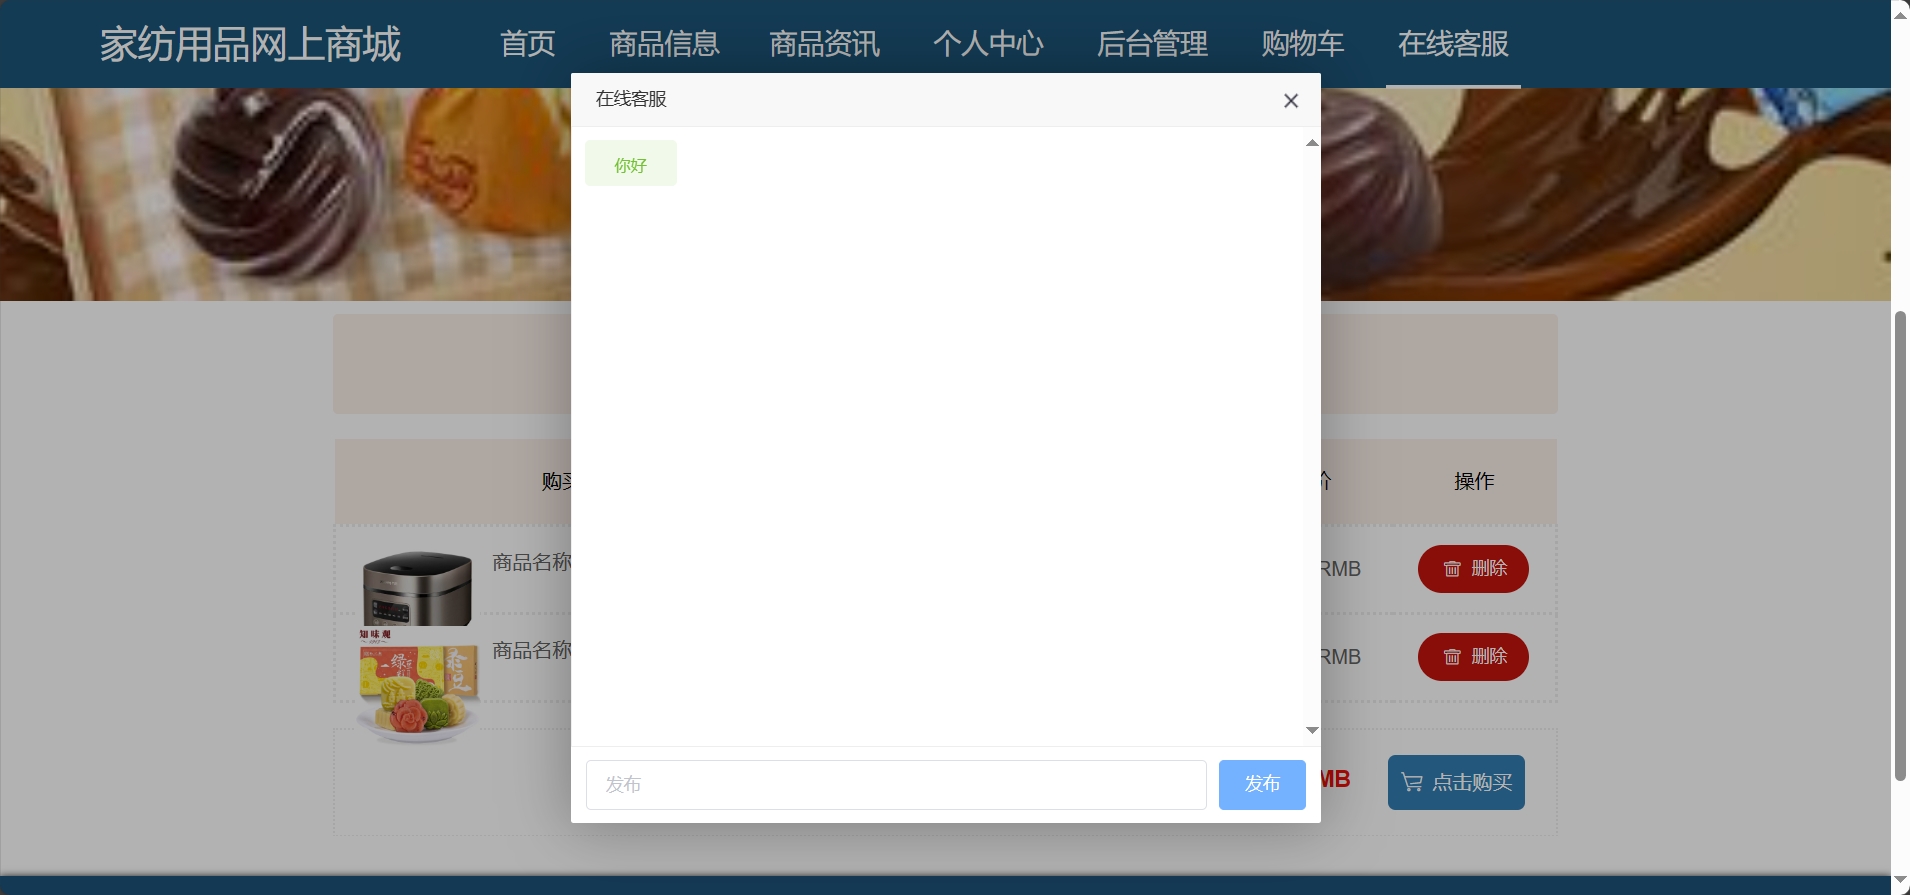 家纺用品网上商城 首页 商品信息 商品资讯 个人中心 后台管理 购物车 在线客服
在线客服
你好
购买 价 操作
商品名称 RMB 删除
知味观
绿豆
商品名称 RMB 删除
发布 发布 MB 点击购买